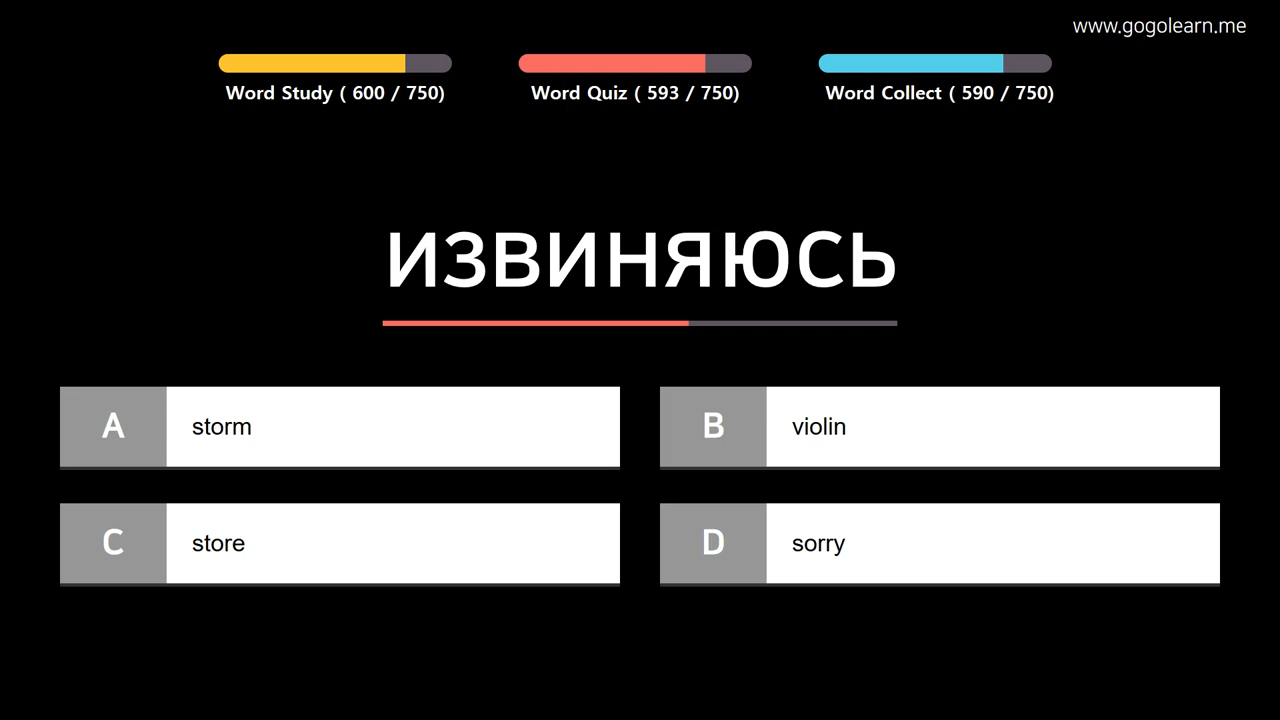 www.gogolearn.me
Word Study ( 600 / 750)
Word Quiz ( 593 / 750)
Word Collect ( 590 / 750)
ИЗВИНЯЮСЬ
A storm
B violin
C store
D sorry